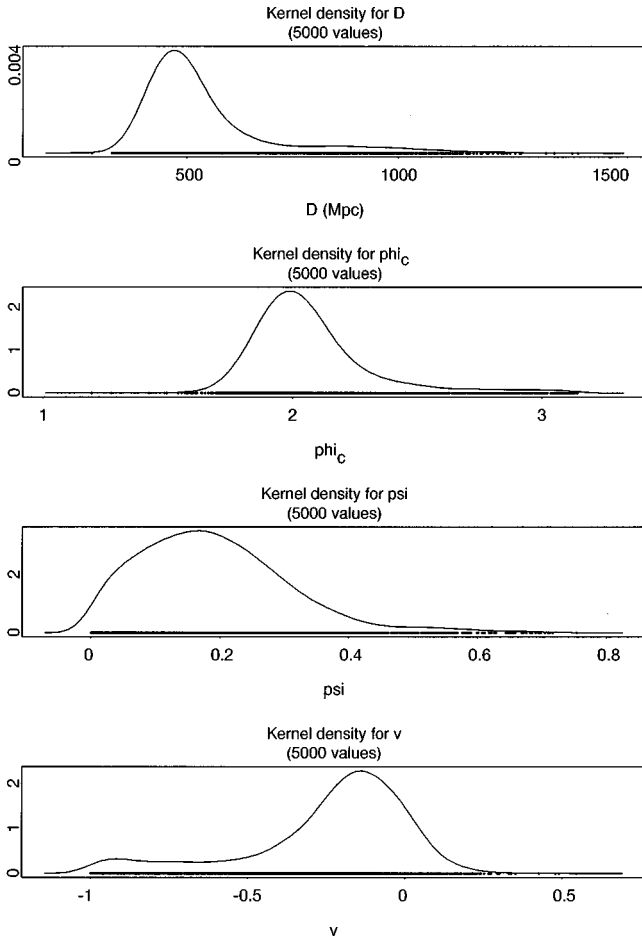 Kernel density for D
(5000 values)
0.004
0
500
1000
1500
D (Mpc)
Kernel density for phi_c
(5000 values)
2
1
0
1
2
3
phi_c
Kernel density for psi
(5000 values)
2
0
0
0.2
0.4
0.6
0.8
psi
Kernel density for v
(5000 values)
2
1
0
-1
-0.5
0
0.5
v